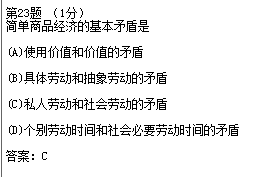 第23题 (1分)
简单商品经济的基本矛盾是
(A)使用价值和价值的矛盾
(B)具体劳动和抽象劳动的矛盾
(C)私人劳动和社会劳动的矛盾
(D)个别劳动时间和社会必要劳动时间的矛盾
答案：C